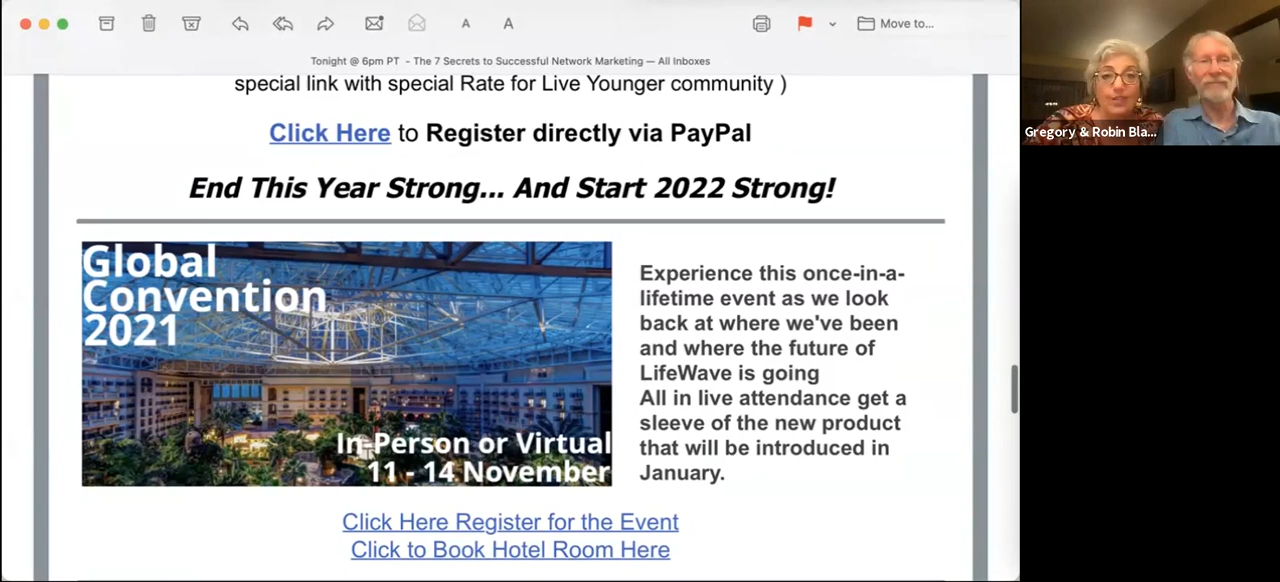 Move to...
Tonight @ 6pm PT - The 7 Secrets to Successful Network Marketing — All Inboxes
special link with special Rate for Live Younger community )
Click Here to Register directly via PayPal
End This Year Strong... And Start 2022 Strong!
Global
Convention
2021
In-Person or Virtual
11 - 14 November
Experience this once-in-a-
lifetime event as we look
back at where we've been
and where the future of
LifeWave is going
All in live attendance get a
sleeve of the new product
that will be introduced in
January.
Click Here Register for the Event
Click to Book Hotel Room Here
Gregory & Robin Bla...